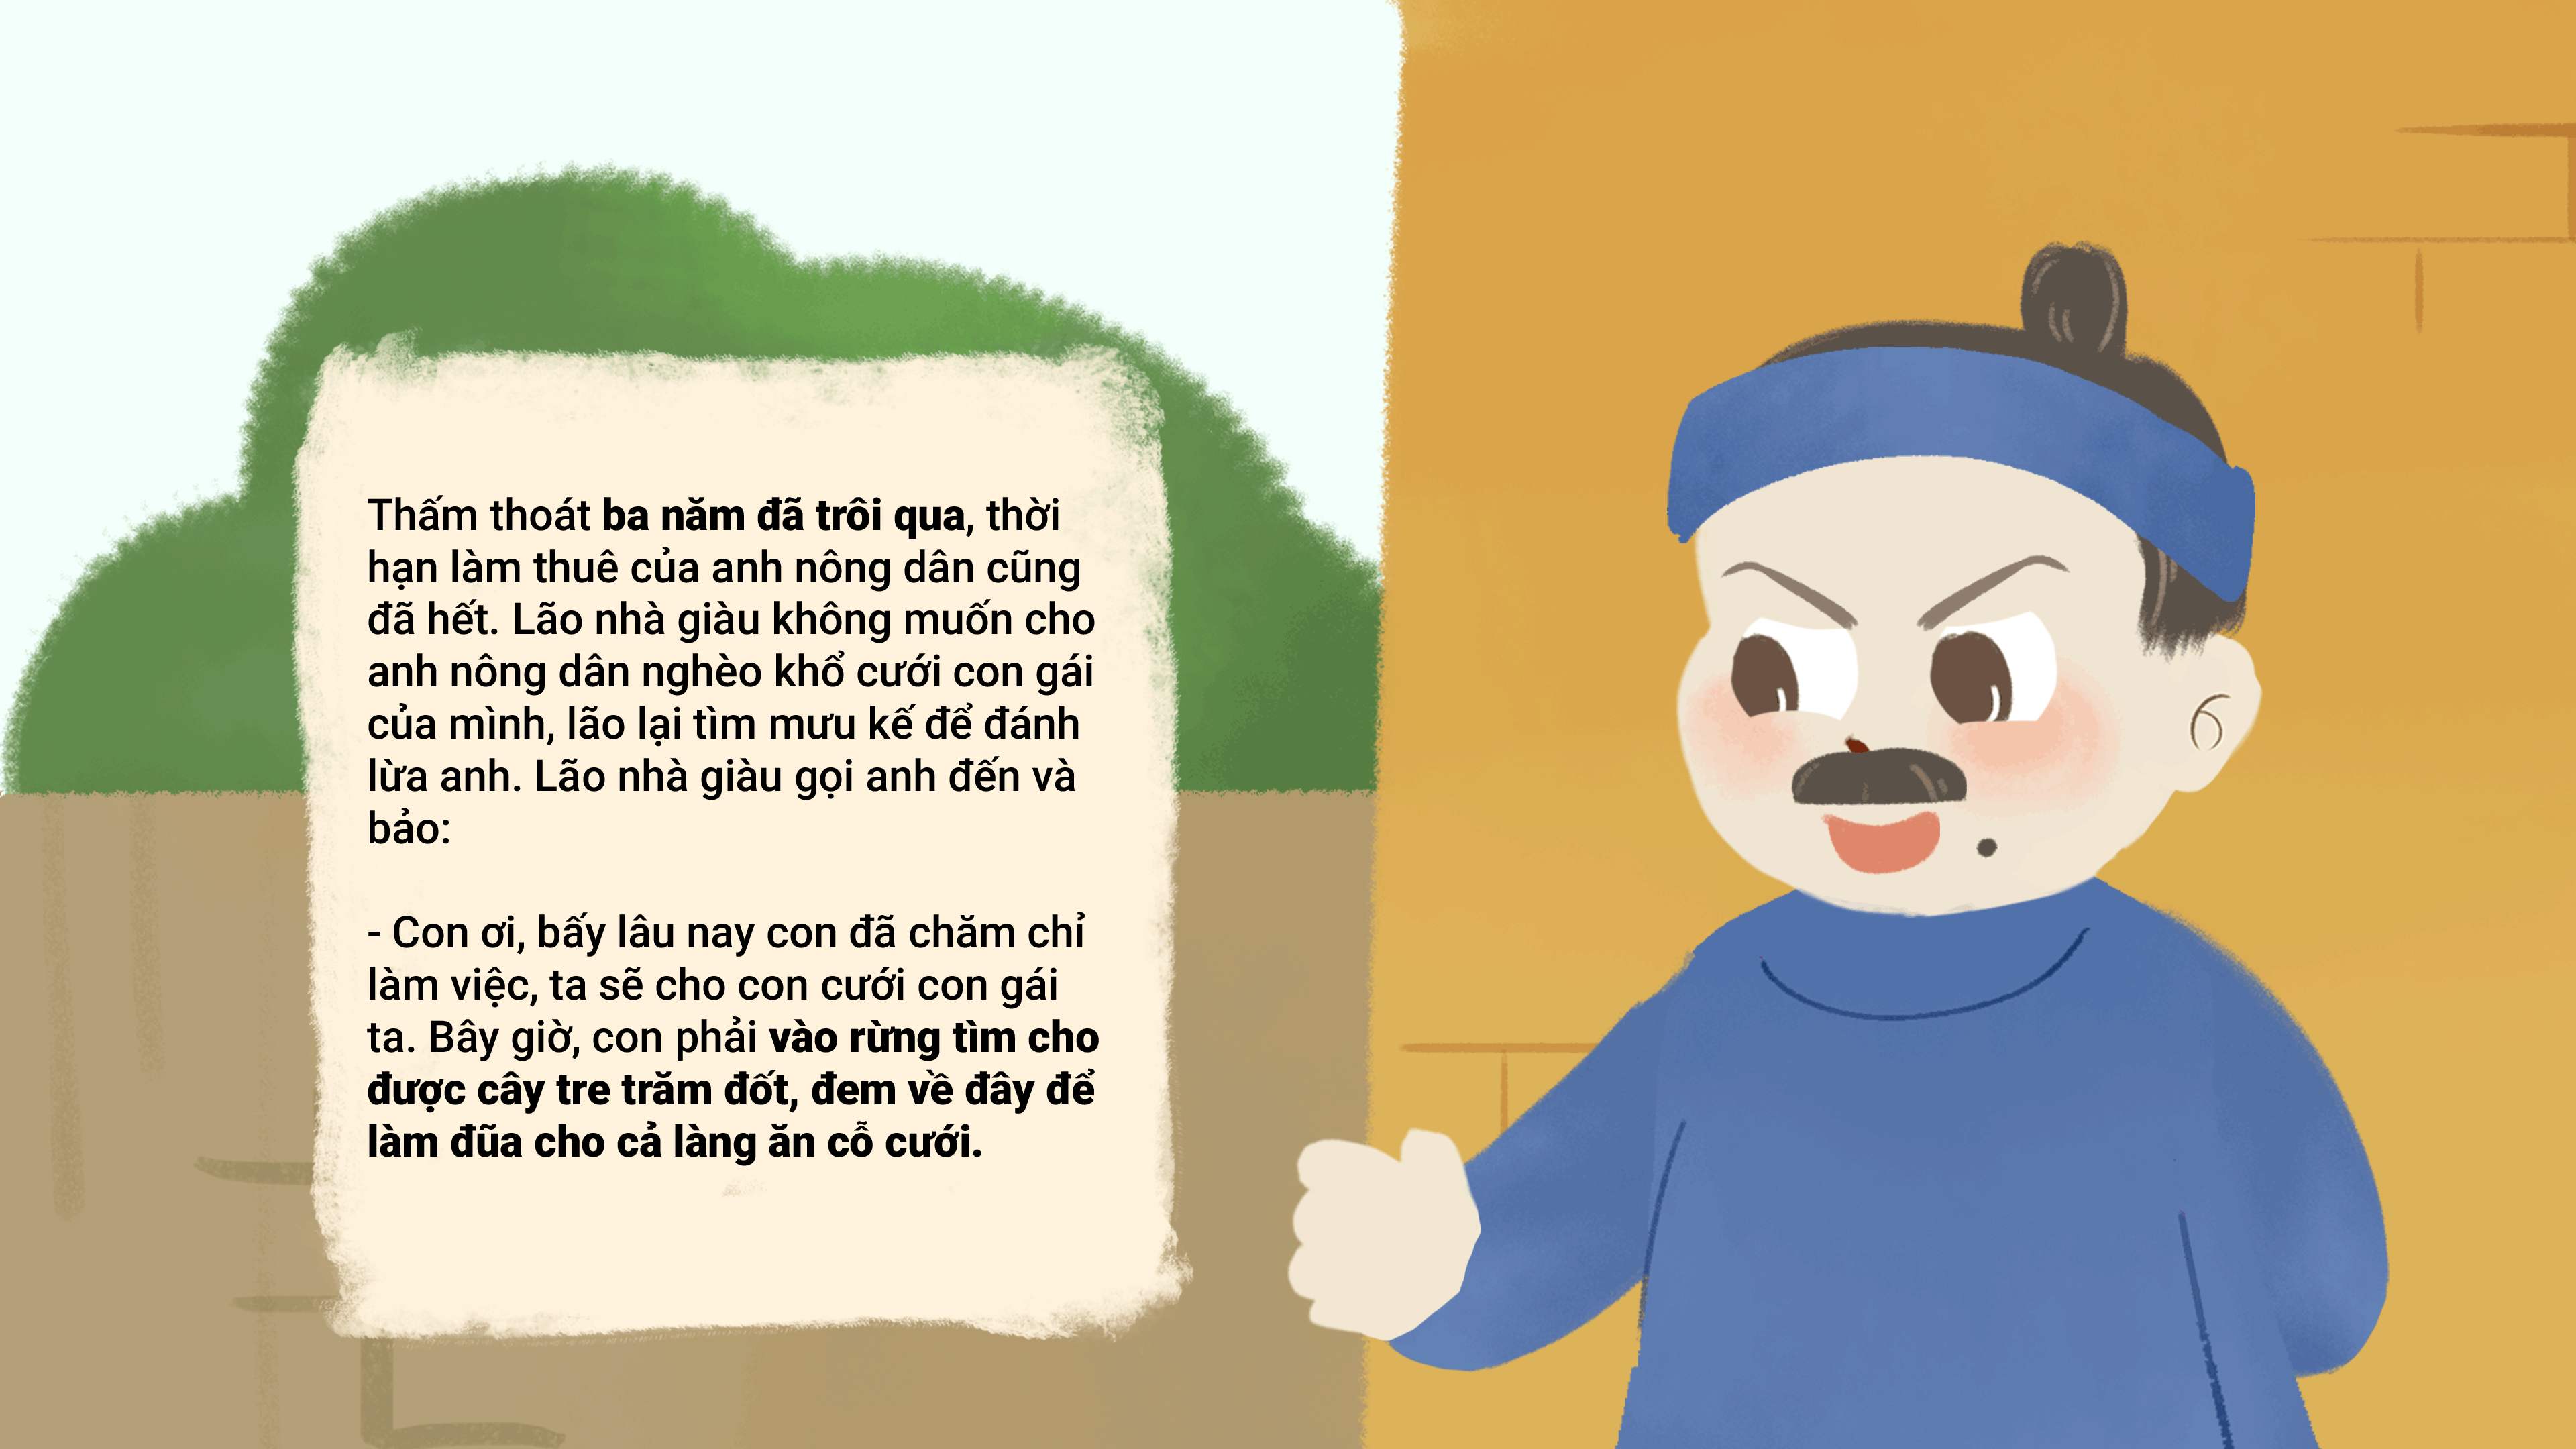 Thấm thoát ba năm đã trôi qua, thời
hạn làm thuê của anh nông dân cũng
đã hết. Lão nhà giàu không muốn cho
anh nông dân nghèo khổ cưới con gái
của mình, lão lại tìm mưu kế để đánh
lừa anh. Lão nhà giàu gọi anh đến và
bảo:
- Con ơi, bấy lâu nay con đã chăm chỉ
làm việc, ta sẽ cho con cưới con gái
ta. Bây giờ, con phải vào rừng tìm cho
được cây tre trăm đốt, đem về đây để
làm đũa cho cả làng ăn cỗ cưới.